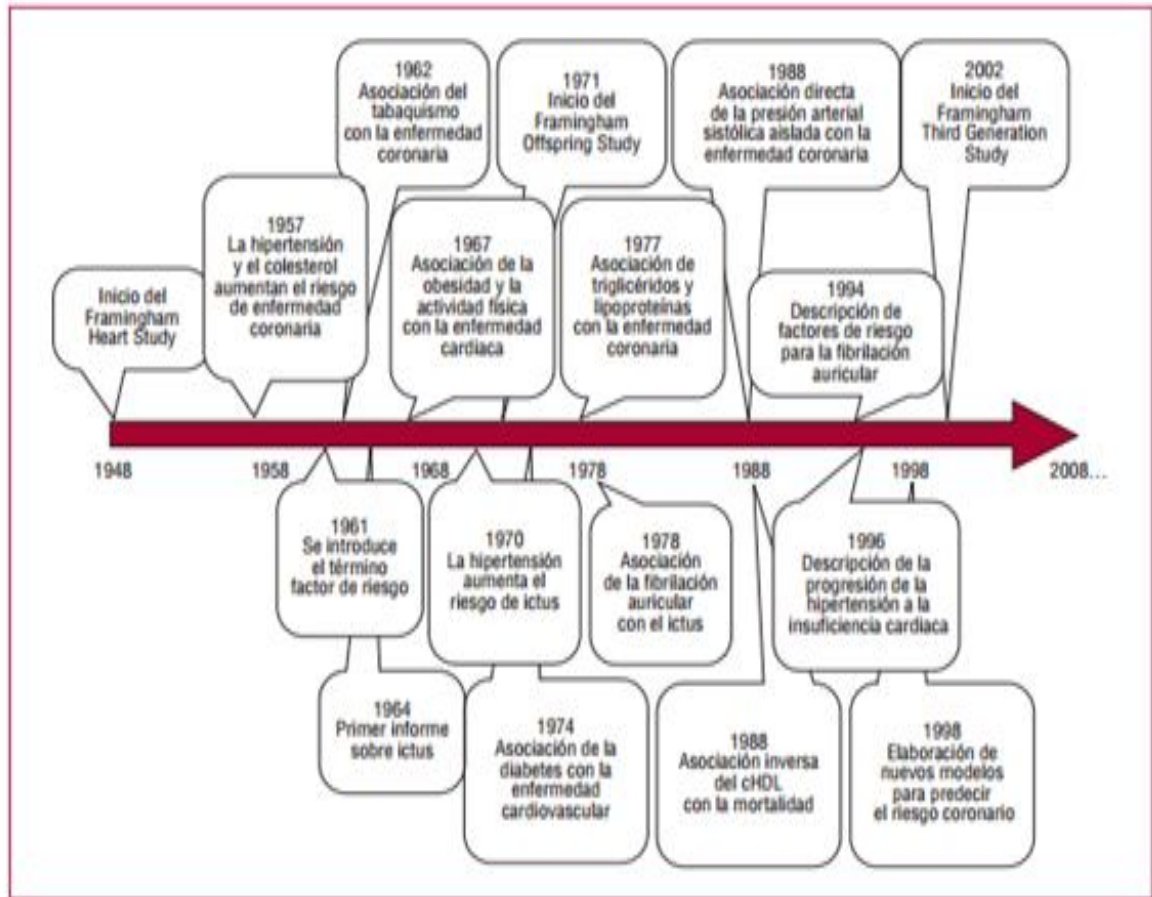 1962
Asociación del
tabaquismo
con la enfermedad
coronaria
1971
Inicio del
Framingham
Offspring Study
1988
Asociación directa
de la presión arterial
sistólica aislada con la
enfermedad coronaria
2002
Inicio del
Framingham
Third Generation
Study
Inicio del
Framingham
Heart Study
1957
La hipertensión
y el colesterol
aumentan el riesgo
de enfermedad
coronaria
1967
Asociación de la
obesidad y la
actividad física
con la enfermedad
cardiaca
1977
Asociación de
triglicéridos y
lipoproteínas
con la enfermedad
coronaria
1994
Descripción de
factores de riesgo
para la fibrilación
auricular
1948
1958
1968
1978
1988
1998
2008...
1961
Se introduce
el término
factor de riesgo
1970
La hipertensión
aumenta el
riesgo de ictus
1978
Asociación
de la fibrilación
auricular
con el ictus
1996
Descripción de la
progresión de la
hipertensión a la
insuficiencia cardiaca
1964
Primer informe
sobre ictus
1974
Asociación de la
diabetes con la
enfermedad
cardiovascular
1988
Asociación inversa
del cHDL
con la mortalidad
1998
Elaboración de
nuevos modelos
para predecir
el riesgo coronario